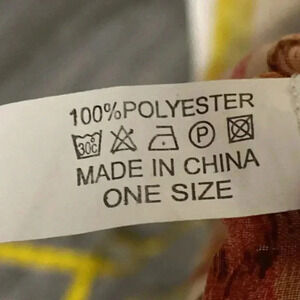 100%POLYESTER
30C P
MADE IN CHINA
ONE SIZE